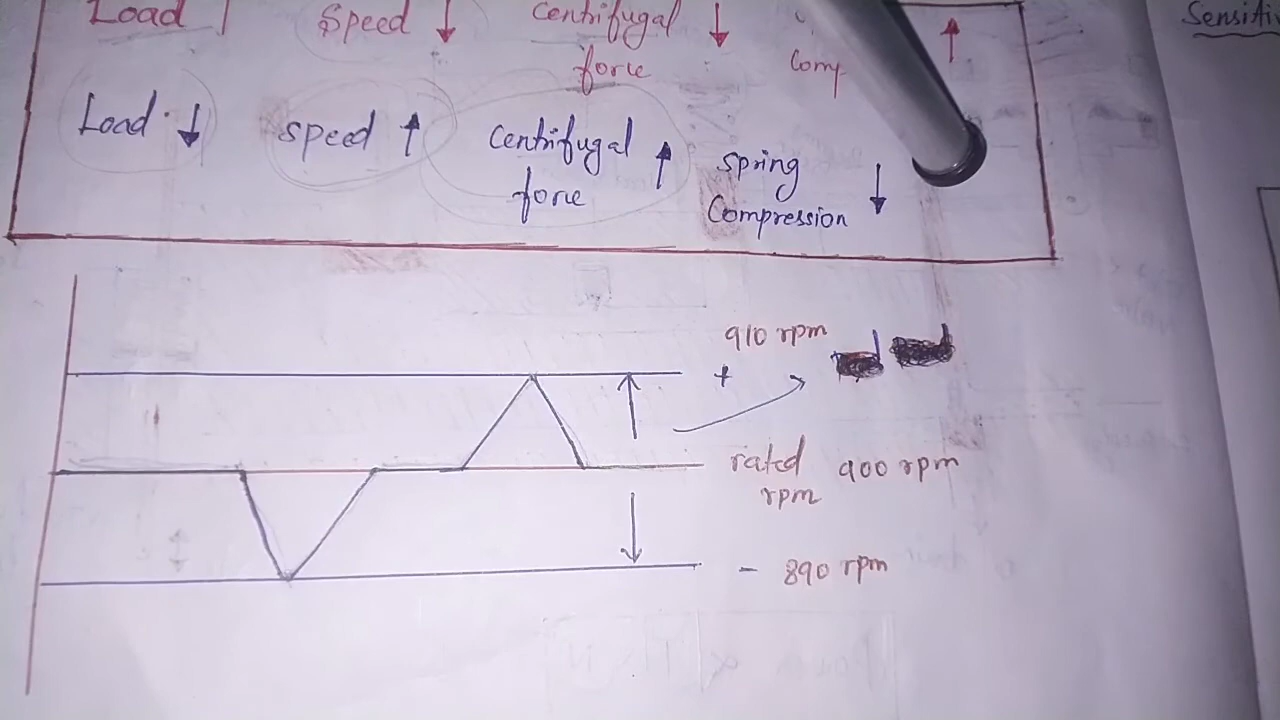 Load Speed ↓ Centrifugal force ↓ Comp ↑
Load ↓ speed ↑ Centrifugal force ↑ spring Compression ↓
910 rpm
+
rated rpm 900 rpm
- 890 rpm